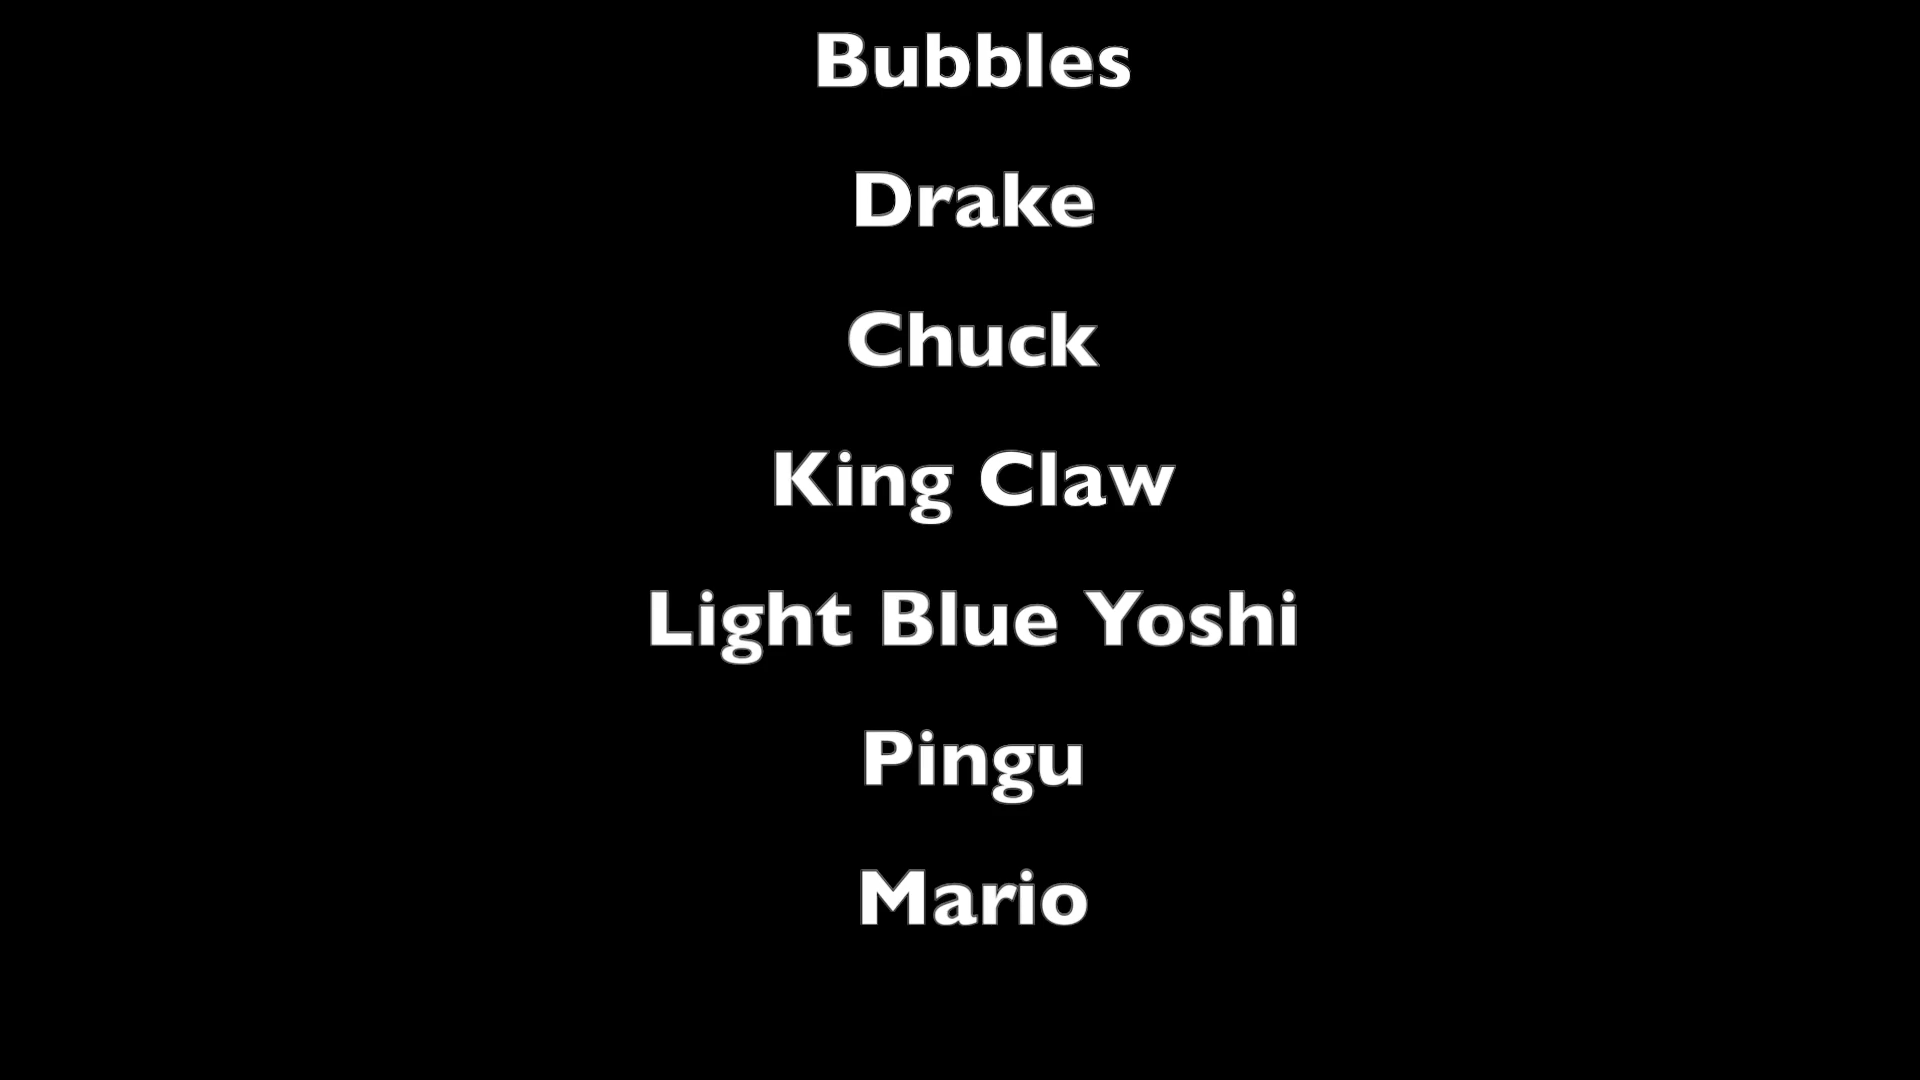 Bubbles
Drake
Chuck
King Claw
Light Blue Yoshi
Pingu
Mario